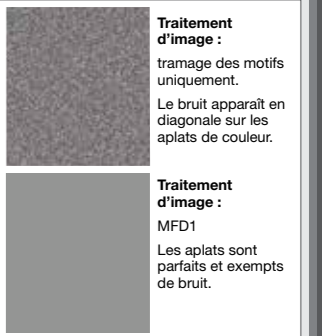 Traitement
d'image :
tramage des motifs
uniquement.
Le bruit apparaît en
diagonale sur les
aplats de couleur.
Traitement
d'image :
MFD1
Les aplats sont
parfaits et exempts
de bruit.